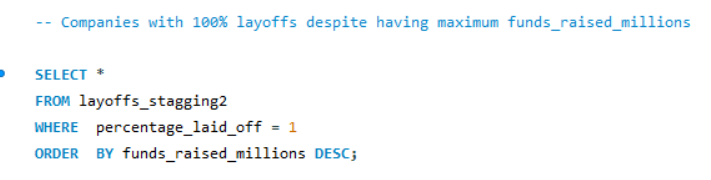 -- Companies with 100% layoffs despite having maximum funds_raised_millions
SELECT *
FROM layoffs_stagging2
WHERE percentage_laid_off = 1
ORDER BY funds_raised_millions DESC;